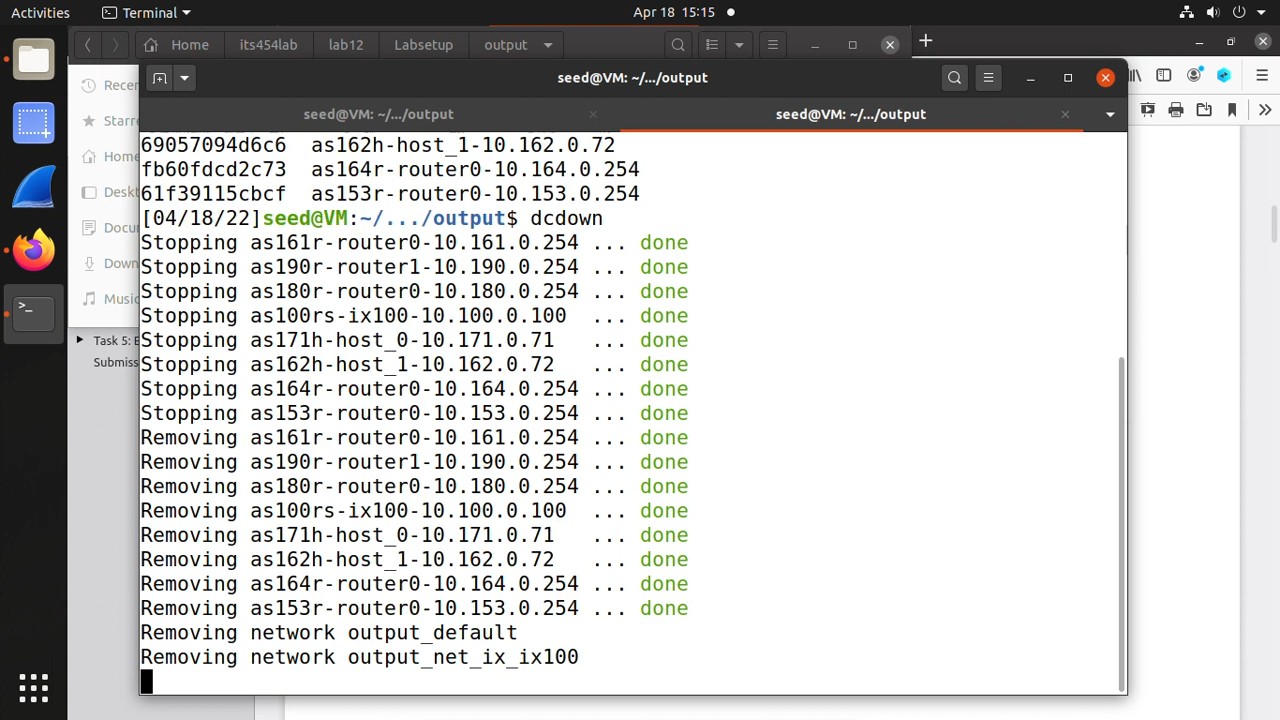 Activities
Terminal
Apr 18 15:15
Home
its454lab
lab12
Labsetup
output
seed@VM: ~/.../output
seed@VM: ~/.../output
seed@VM: ~/.../output
Recen
Starre
Home
Deskt
Docu
Down
Music
Task 5: E
Submiss
69057094d6c6 as162h-host_1-10.162.0.72
fb60fdcd2c73 as164r-router0-10.164.0.254
61f39115cbcf as153r-router0-10.153.0.254
[04/18/22]seed@VM:~/.../output$ dcdown
Stopping as161r-router0-10.161.0.254 ... done
Stopping as190r-router1-10.190.0.254 ... done
Stopping as180r-router0-10.180.0.254 ... done
Stopping as100rs-ix100-10.100.0.100 ... done
Stopping as171h-host_0-10.171.0.71 ... done
Stopping as162h-host_1-10.162.0.72 ... done
Stopping as164r-router0-10.164.0.254 ... done
Stopping as153r-router0-10.153.0.254 ... done
Removing as161r-router0-10.161.0.254 ... done
Removing as190r-router1-10.190.0.254 ... done
Removing as180r-router0-10.180.0.254 ... done
Removing as100rs-ix100-10.100.0.100 ... done
Removing as171h-host_0-10.171.0.71 ... done
Removing as162h-host_1-10.162.0.72 ... done
Removing as164r-router0-10.164.0.254 ... done
Removing as153r-router0-10.153.0.254 ... done
Removing network output_default
Removing network output_net_ix_ix100